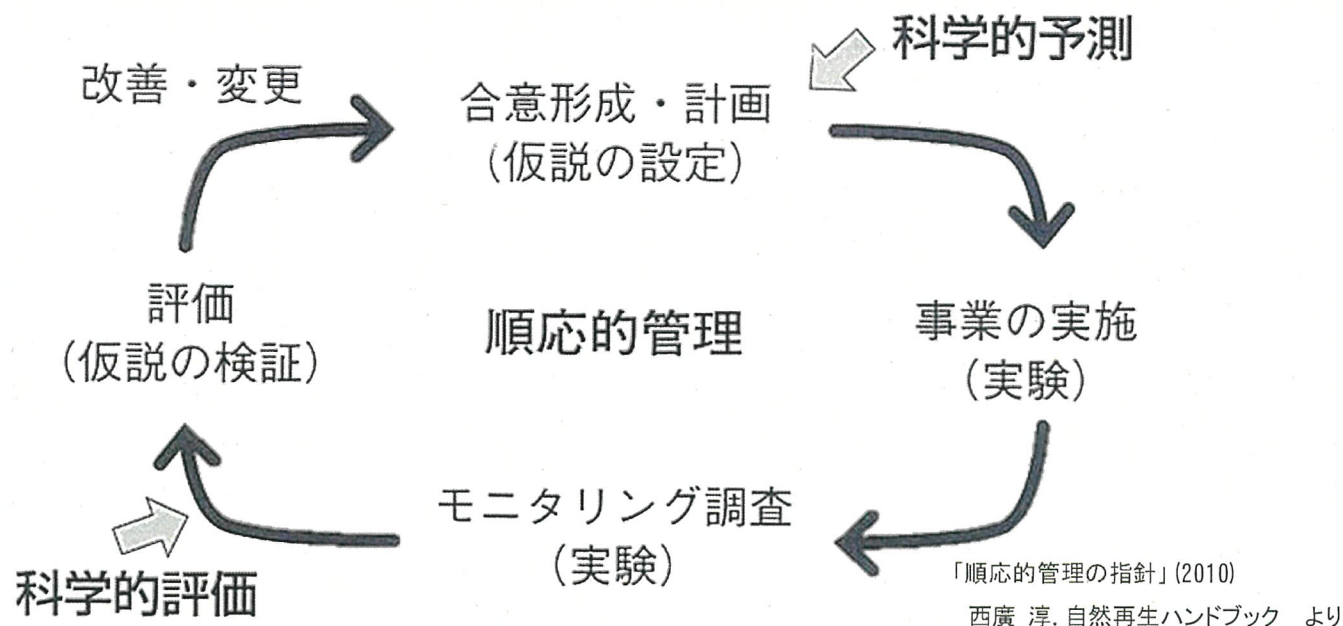 科学的予測
改善・変更
合意形成・計画
(仮説の設定)
評価
(仮説の検証)
順応的管理
事業の実施
(実験)
モニタリング調査
(実験)
科学的評価
「順応的管理の指針」(2010)
西廣 淳. 自然再生ハンドブック より